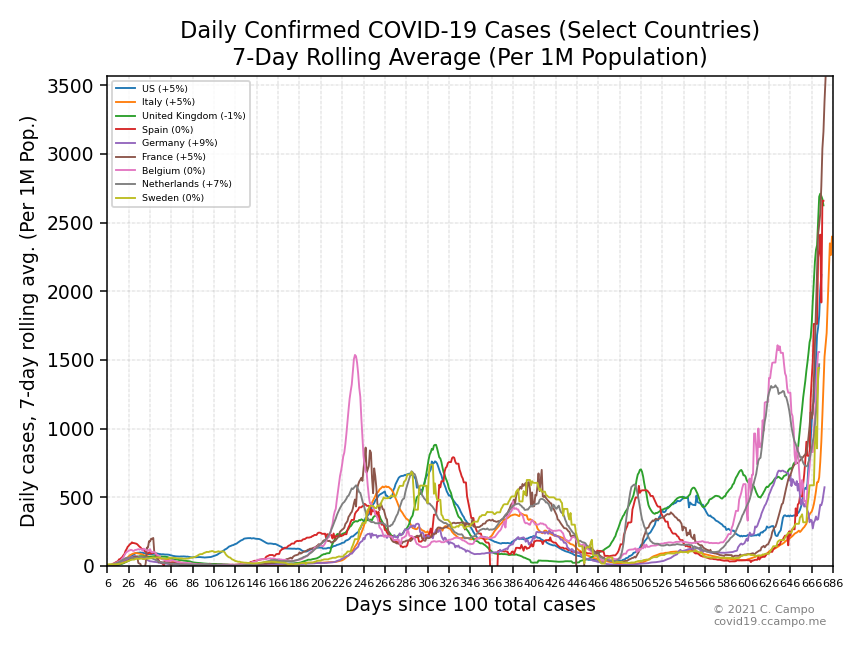 Daily Confirmed COVID-19 Cases (Select Countries)
7-Day Rolling Average (Per 1M Population)
Daily cases, 7-day rolling avg. (Per 1M Pop.)
3500
3000
2500
2000
1500
1000
500
0
US (+5%)
Italy (+5%)
United Kingdom (-1%)
Spain (0%)
Germany (+9%)
France (+5%)
Belgium (0%)
Netherlands (+7%)
Sweden (0%)
6 26 46 66 86 106 126 146 166 186 206 226 246 266 286 306 326 346 366 386 406 426 446 466 486 506 526 546 566 586 606 626 646 666 686
Days since 100 total cases
© 2021 C. Campo
covid19.ccampo.me